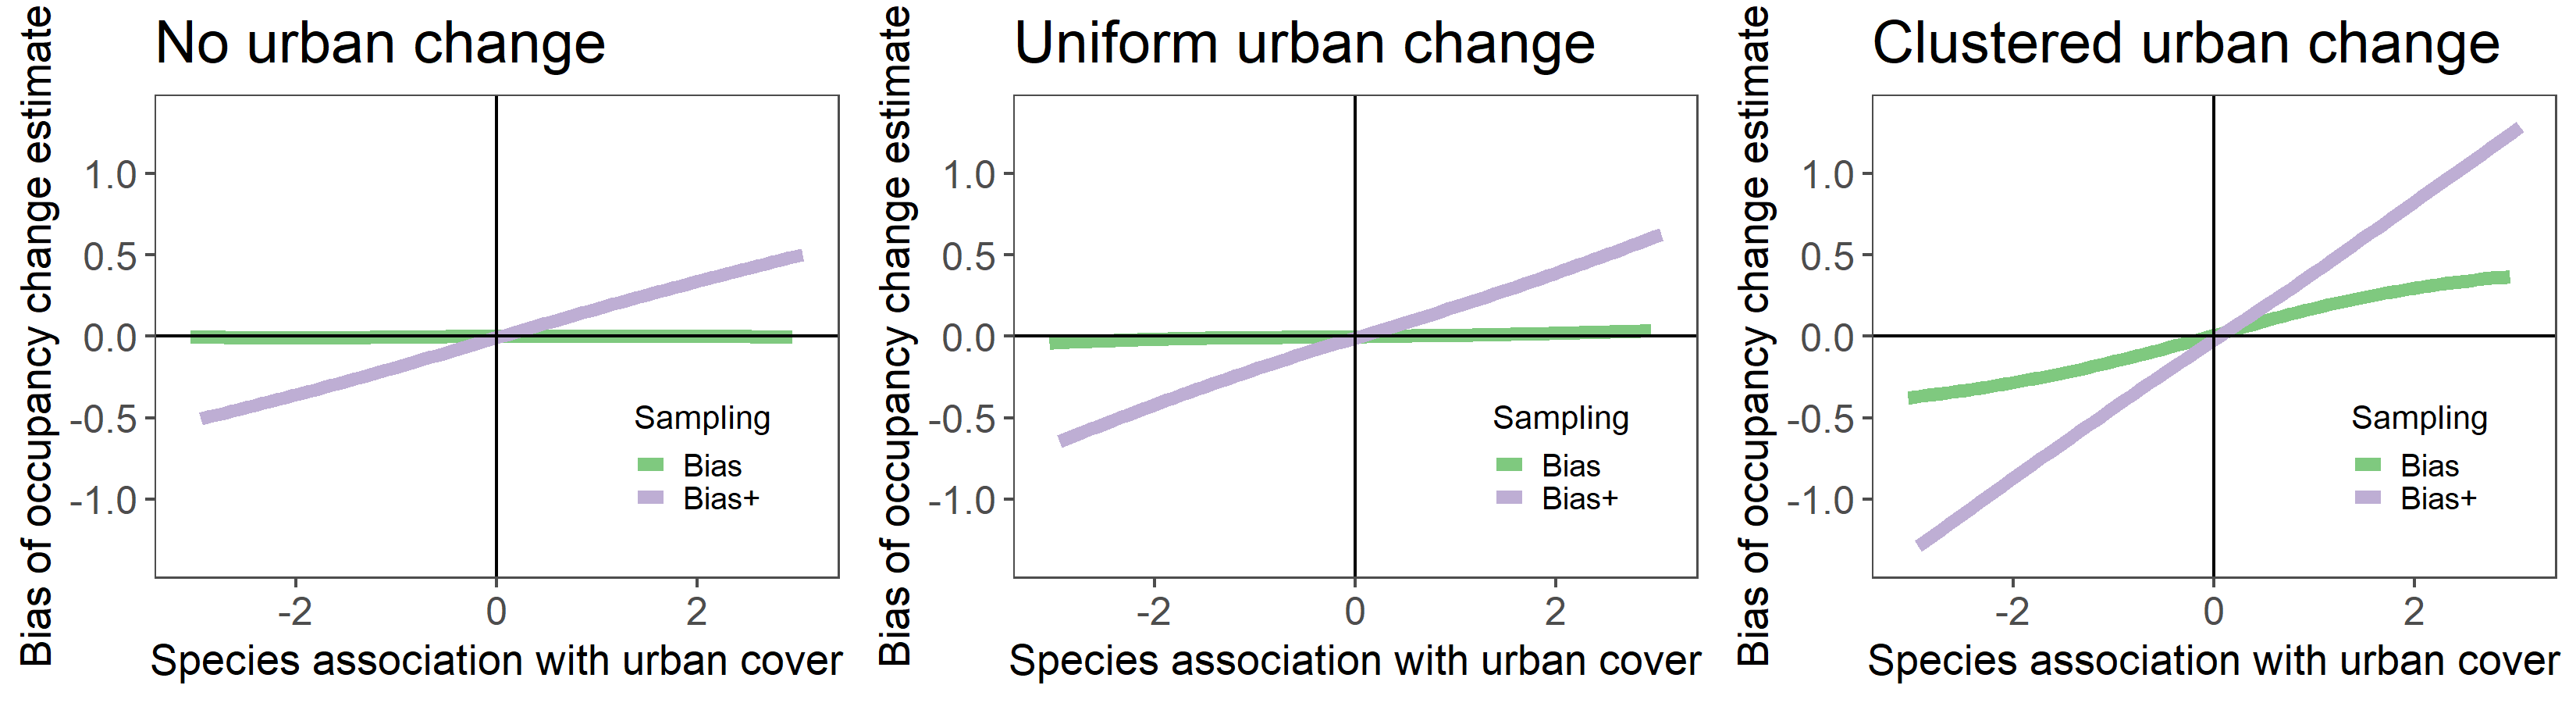 No urban change
Bias of occupancy change estimate
1.0
0.5
0.0
-0.5
-1.0
Sampling
Bias
Bias+
-2
0
2
Species association with urban cover
Uniform urban change
Bias of occupancy change estimate
1.0
0.5
0.0
-0.5
-1.0
Sampling
Bias
Bias+
-2
0
2
Species association with urban cover
Clustered urban change
Bias of occupancy change estimate
1.0
0.5
0.0
-0.5
-1.0
Sampling
Bias
Bias+
-2
0
2
Species association with urban cover